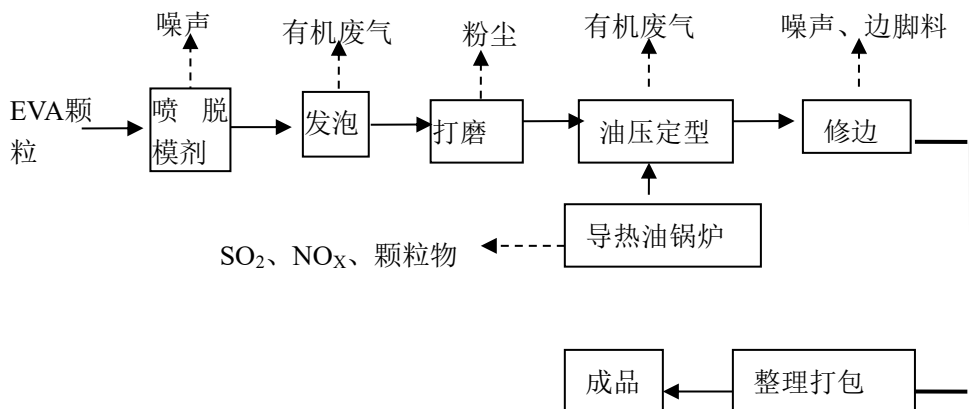 噪声
有机废气
粉尘
有机废气
噪声、边脚料
EVA颗
粒
喷 脱
模剂
发泡
打磨
油压定型
修边
导热油锅炉
SO₂、NOX、颗粒物
成品
整理打包